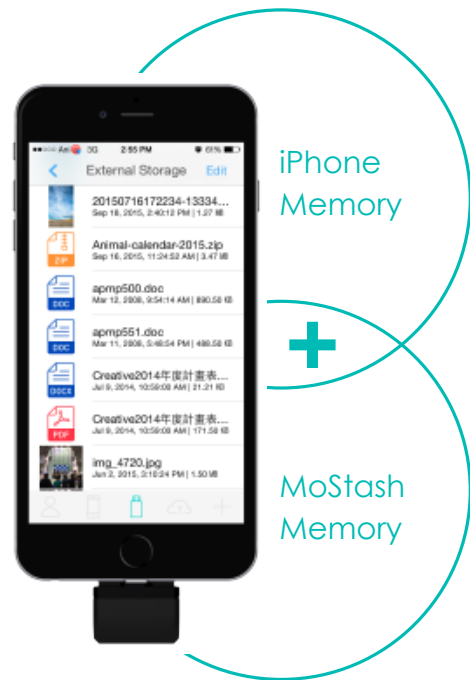 3G 2:55 PM 61%
External Storage Edit
20150716172234-13334...
Sep 18, 2015, 2:40:12 PM | 1.27 MB
ZIP
Animal-calendar-2015.zip
Sep 16, 2015, 11:24:52 AM | 3.47 MB
DOC
apmp500.doc
Mar 12, 2008, 9:54:14 AM | 890.50 KB
DOC
apmp551.doc
Mar 11, 2008, 5:48:54 PM | 486.50 KB
DOCX
Creative2014年度計畫表....
Jul 9, 2014, 10:59:00 AM | 21.21 KB
PDF
Creative2014年度計畫表....
Jul 9, 2014, 10:59:00 AM | 171.50 KB
img_4720.jpg
Jun 2, 2015, 3:10:24 PM | 1.50 MB
iPhone
Memory
+
MoStash
Memory